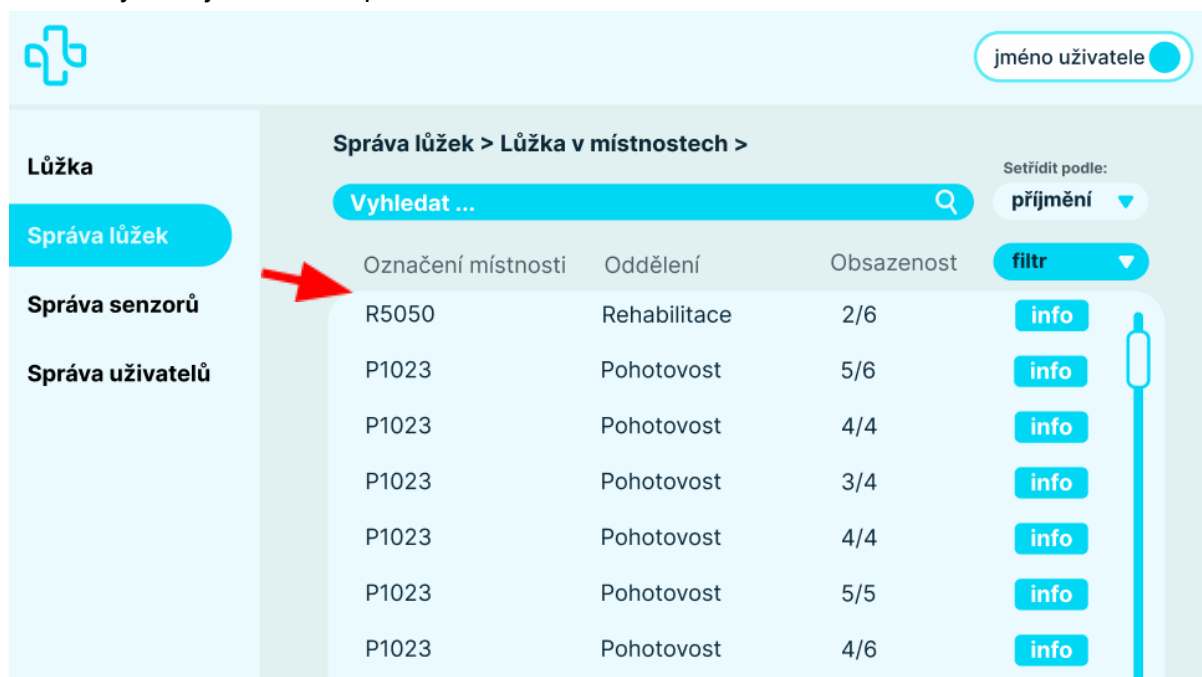 jméno uživatele
Lůžka
Správa lůžek
Správa senzorů
Správa uživatelů
Správa lůžek > Lůžka v místnostech >
Setřídit podle:
Vyhledat ...
příjmění
Označení místnosti Oddělení Obsazenost filtr
R5050 Rehabilitace 2/6 info
P1023 Pohotovost 5/6 info
P1023 Pohotovost 4/4 info
P1023 Pohotovost 3/4 info
P1023 Pohotovost 4/4 info
P1023 Pohotovost 5/5 info
P1023 Pohotovost 4/6 info